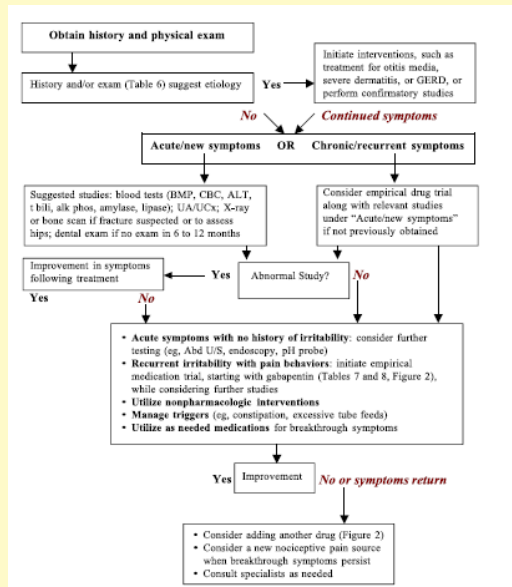 Obtain history and physical exam
History and/or exam (Table 6) suggest etiology
Yes
Initiate interventions, such as
treatment for otitis media,
severe dermatitis, or GERD, or
perform confirmatory studies
No
Continued symptoms
Acute/new symptoms OR Chronic/recurrent symptoms
Suggested studies: blood tests (BMP, CBC, ALT,
t bili, alk phos, amylase, lipase); UA/UCx; X-ray
or bone scan if fracture suspected or to assess
hips; dental exam if no exam in 6 to 12 months
Consider empirical drug trial
along with relevant studies
under "Acute/new symptoms"
if not previously obtained
Improvement in symptoms
following treatment
Yes
Abnormal Study?
No
Yes
No
• Acute symptoms with no history of irritability: consider further
testing (eg, Abd U/S, endoscopy, pH probe)
• Recurrent irritability with pain behaviors: initiate empirical
medication trial, starting with gabapentin (Tables 7 and 8, Figure 2),
while considering further studies
• Utilize nonpharmacologic interventions
• Manage triggers (eg, constipation, excessive tube feeds)
• Utilize as needed medications for breakthrough symptoms
Yes
Improvement
No or symptoms return
• Consider adding another drug (Figure 2)
• Consider a new nociceptive pain source
when breakthrough symptoms persist
• Consult specialists as needed